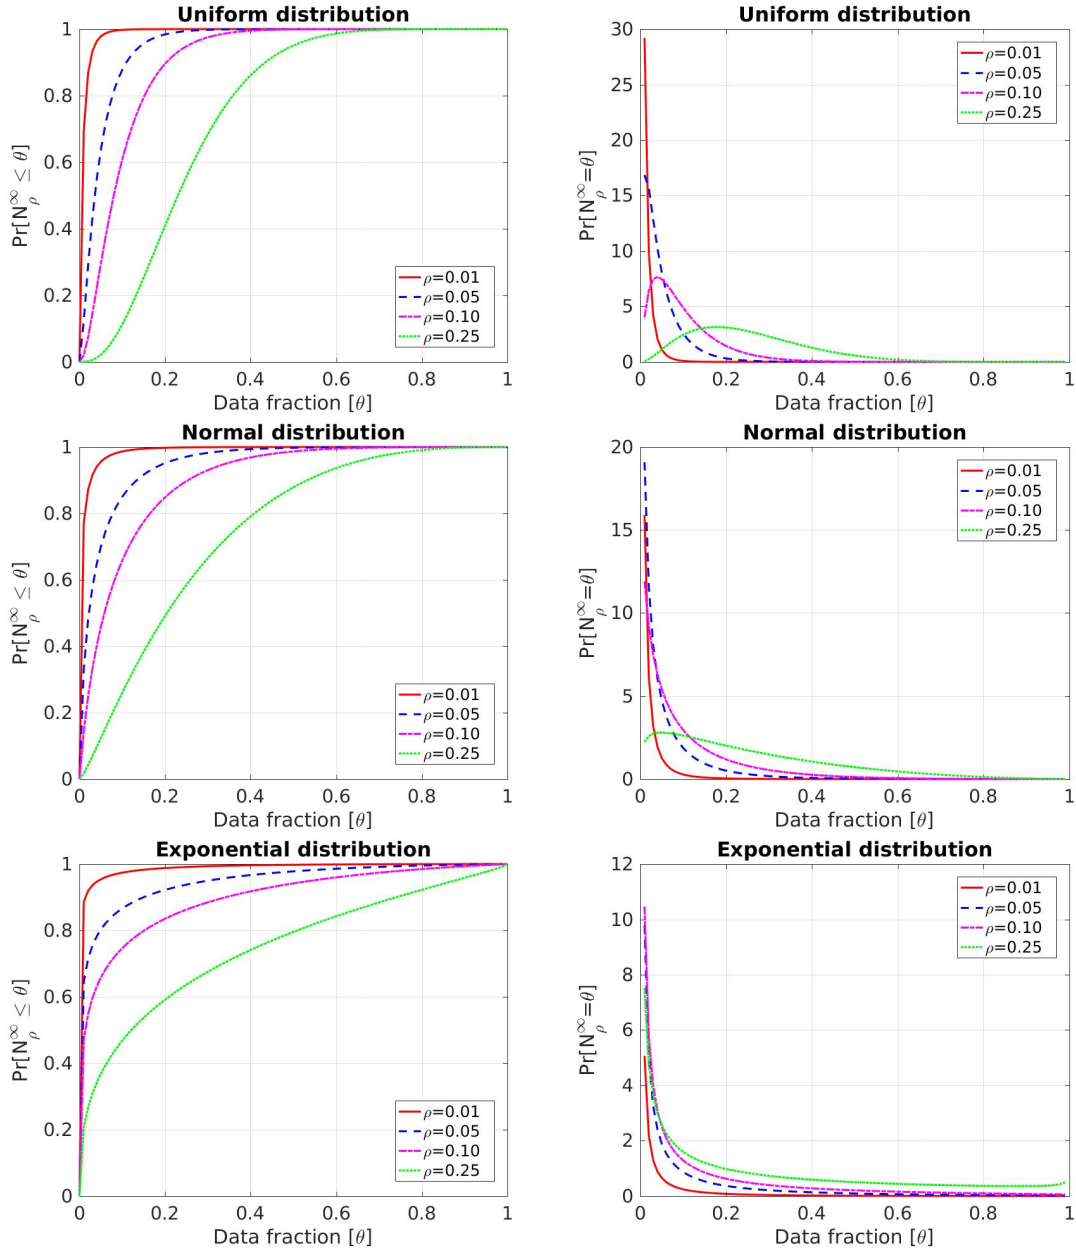 Uniform distribution
1
0.8
0.6
0.4
0.2
0
0
0.2
0.4
0.6
0.8
1
Pr[N∞ρ ≤ θ]
Data fraction [θ]
ρ=0.01
ρ=0.05
ρ=0.10
ρ=0.25
Uniform distribution
30
25
20
15
10
5
0
0
0.2
0.4
0.6
0.8
1
Pr[N∞ρ=θ]
Data fraction [θ]
ρ=0.01
ρ=0.05
ρ=0.10
ρ=0.25
Normal distribution
1
0.8
0.6
0.4
0.2
0
0
0.2
0.4
0.6
0.8
1
Pr[N∞ρ ≤ θ]
Data fraction [θ]
ρ=0.01
ρ=0.05
ρ=0.10
ρ=0.25
Normal distribution
20
15
10
5
0
0
0.2
0.4
0.6
0.8
1
Pr[N∞ρ=θ]
Data fraction [θ]
ρ=0.01
ρ=0.05
ρ=0.10
ρ=0.25
Exponential distribution
1
0.8
0.6
0.4
0.2
0
0
0.2
0.4
0.6
0.8
1
Pr[N∞ρ ≤ θ]
Data fraction [θ]
ρ=0.01
ρ=0.05
ρ=0.10
ρ=0.25
Exponential distribution
12
10
8
6
4
2
0
0
0.2
0.4
0.6
0.8
1
Pr[N∞ρ=θ]
Data fraction [θ]
ρ=0.01
ρ=0.05
ρ=0.10
ρ=0.25